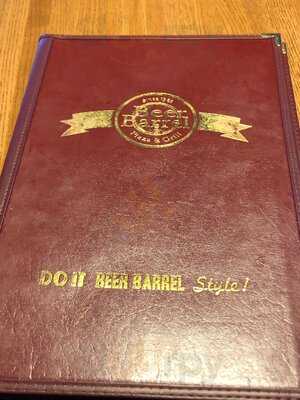 Beer
Barrel
Pizza & Grill
DO IT BEER BARREL Style!